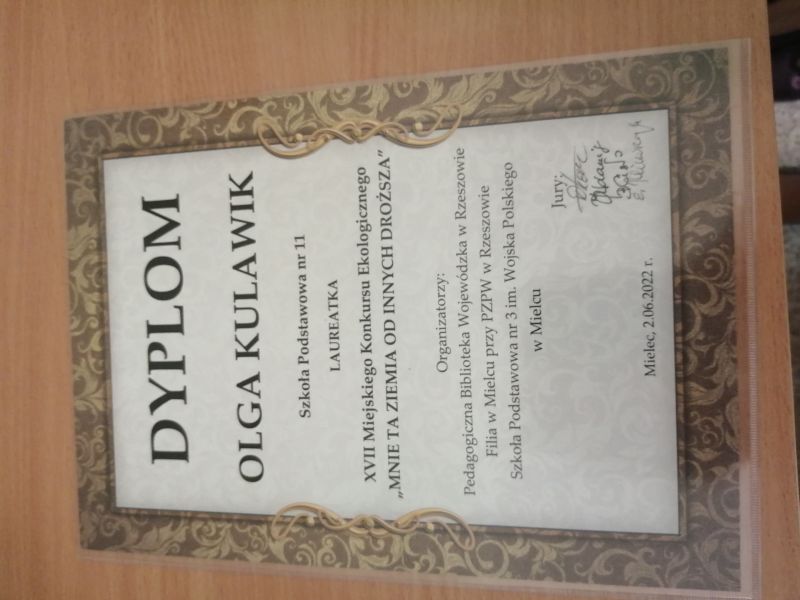 DYPLOM
OLGA KULAWIK
Szkoła Podstawowa nr 11
LAUREATKA
XVII Miejskiego Konkursu Ekologicznego
„MNIE TA ZIEMIA OD INNYCH DROŻSZA”
Organizatorzy:
Pedagogiczna Biblioteka Wojewódzka w Rzeszowie
Filia w Mielcu przy PZPW w Rzeszowie
Szkoła Podstawowa nr 3 im. Wojska Polskiego
w Mielcu
Jury:
Mielec, 2.06.2022 r.